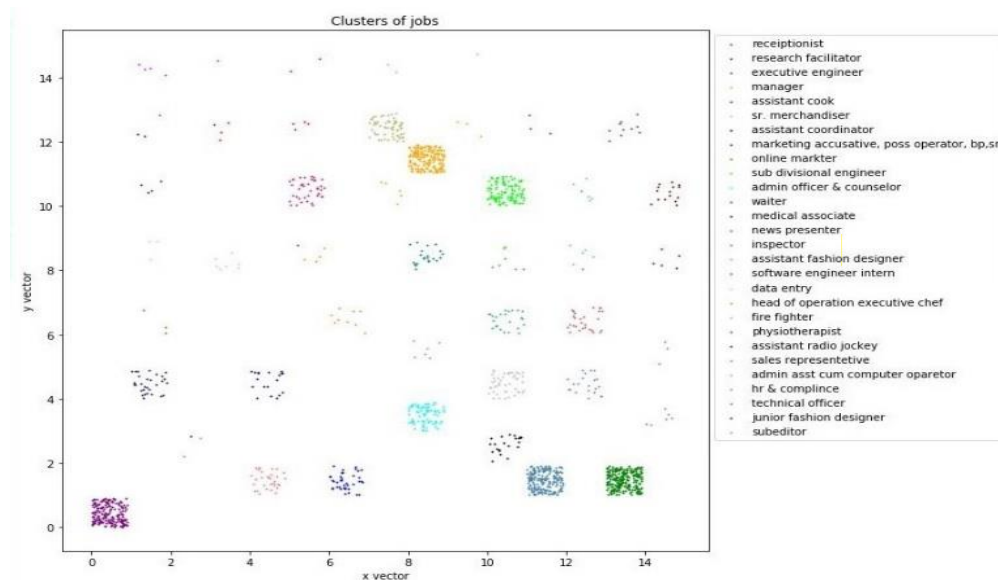 Clusters of jobs
14
12
10
8
6
4
2
0
y vector
0 2 4 6 8 10 12 14
x vector
receiptionist
research facilitator
executive engineer
manager
assistant cook
sr. merchandiser
assistant coordinator
marketing accusative, poss operator, bp,sr
online markter
sub divisional engineer
admin officer & counselor
waiter
medical associate
news presenter
inspector
assistant fashion designer
software engineer intern
data entry
head of operation executive chef
fire fighter
physiotherapist
assistant radio jockey
sales representetive
admin asst cum computer oparetor
hr & complince
technical officer
junior fashion designer
subeditor